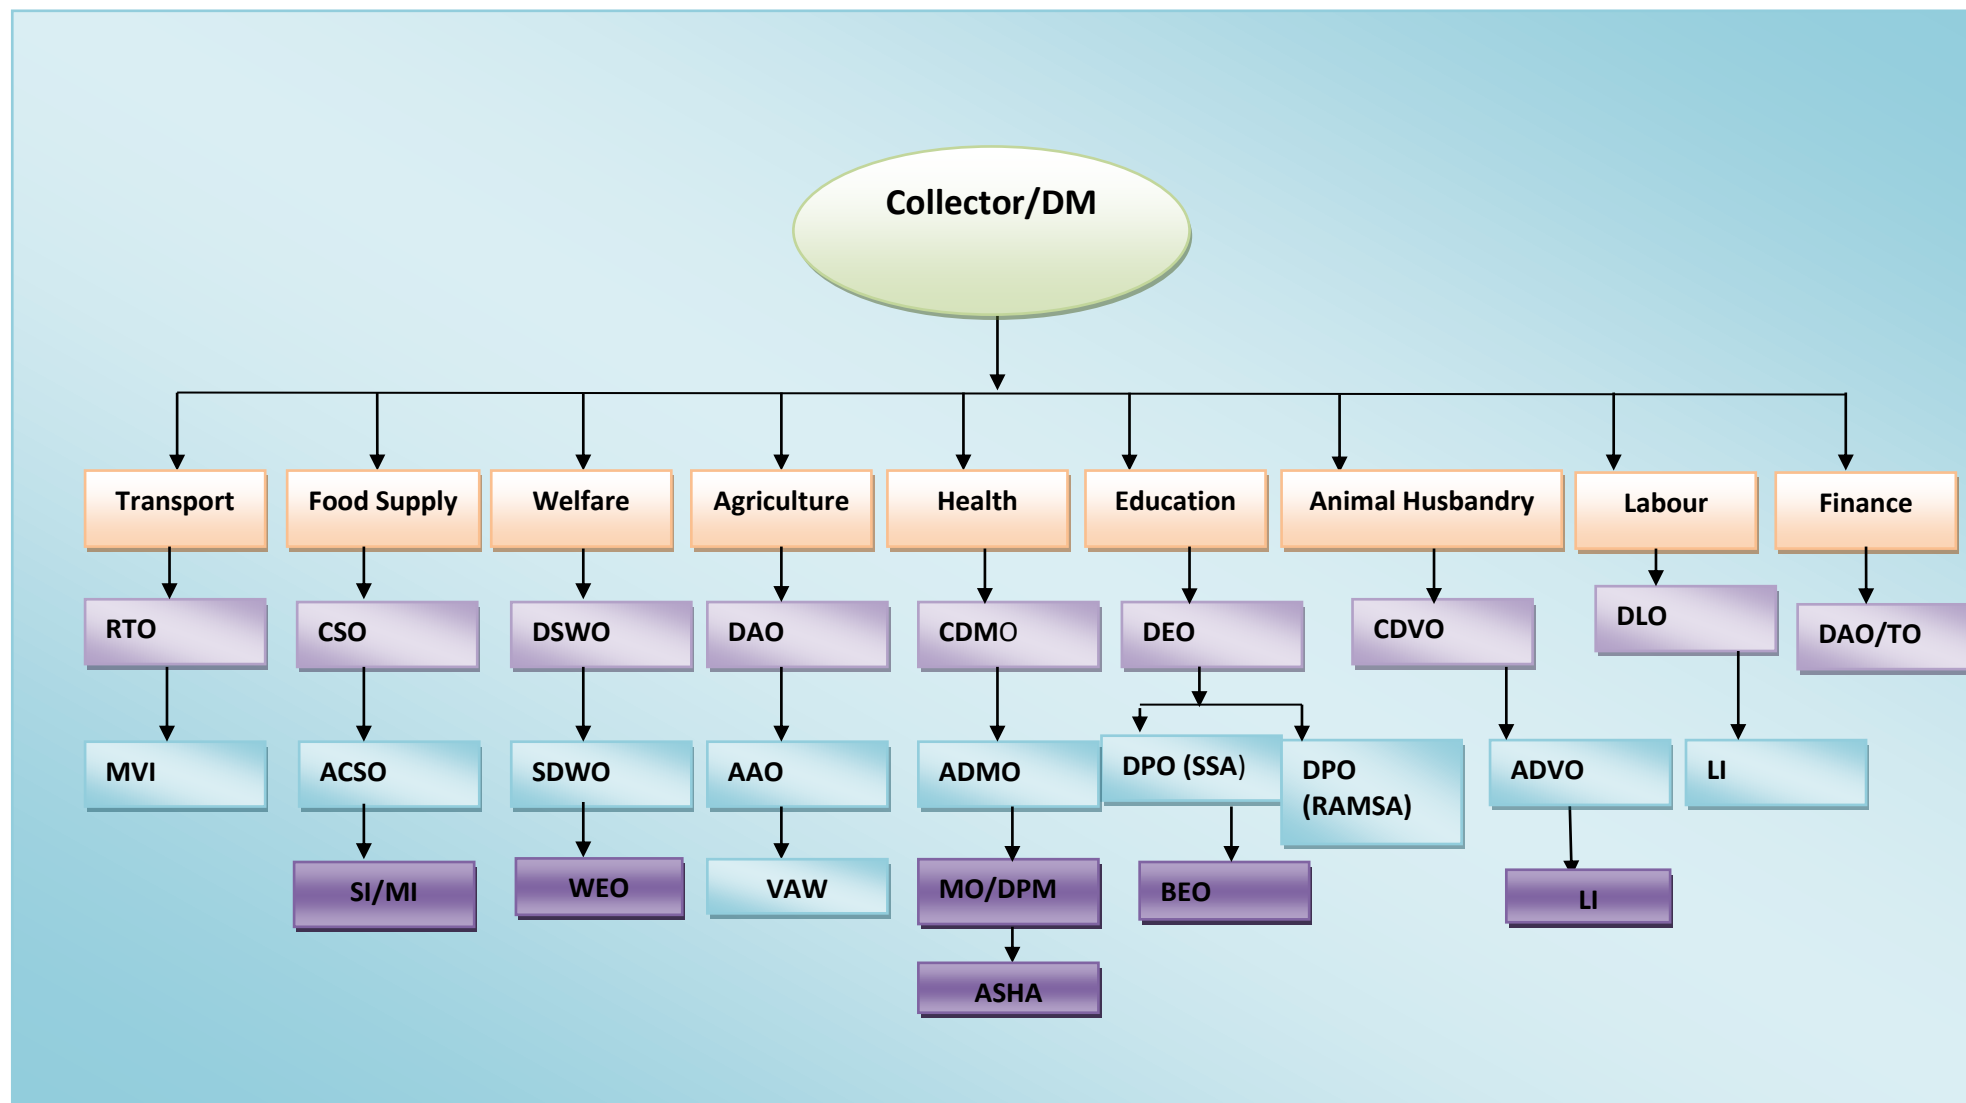 Collector/DM
Transport
Food Supply
Welfare
Agriculture
Health
Education
Animal Husbandry
Labour
Finance
RTO
CSO
DSWO
DAO
CDMO
DEO
CDVO
DLO
DAO/TO
MVI
ACSO
SDWO
AAO
ADMO
DPO (SSA)
DPO
(RAMSA)
ADVO
LI
SI/MI
WEO
VAW
MO/DPM
BEO
LI
ASHA